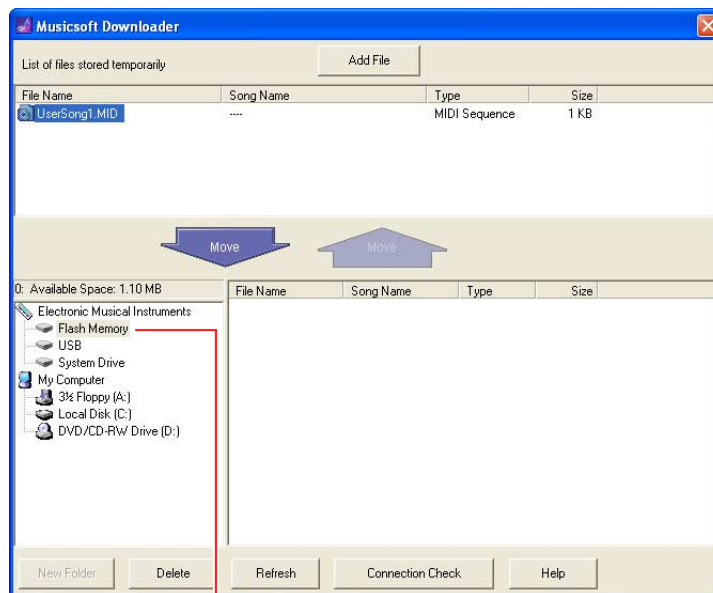 Musicsoft Downloader
List of files stored temporarily
Add File
File Name Song Name Type Size
UserSong1.MID ---- MIDI Sequence 1 KB
Move Move
0: Available Space: 1.10 MB
File Name Song Name Type Size
Electronic Musical Instruments
Flash Memory
USB
System Drive
My Computer
3½ Floppy (A:)
Local Disk (C:)
DVD/CD-RW Drive (D:)
New Folder Delete Refresh Connection Check Help